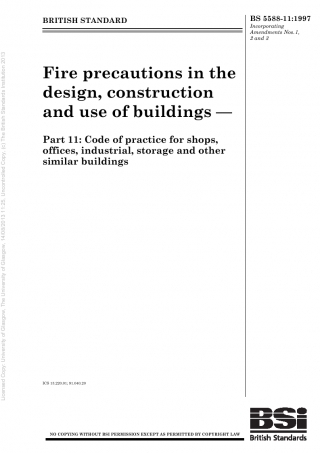 BRITISH STANDARD
BS 5588-11:1997
Incorporating
Amendments Nos. 1,
2 and 3
Fire precautions in the
design, construction
and use of buildings —
Part 11: Code of practice for shops,
offices, industrial, storage and other
similar buildings
Licensed Copy: University of Glasgow, The University of Glasgow, 14/03/2013 11:25, Uncontrolled Copy, (c) The British Standards Institution 2013
ICS 13.220.01; 91.040.20
NO COPYING WITHOUT BSI PERMISSION EXCEPT AS PERMITTED BY COPYRIGHT LAW
BSi
British Standards